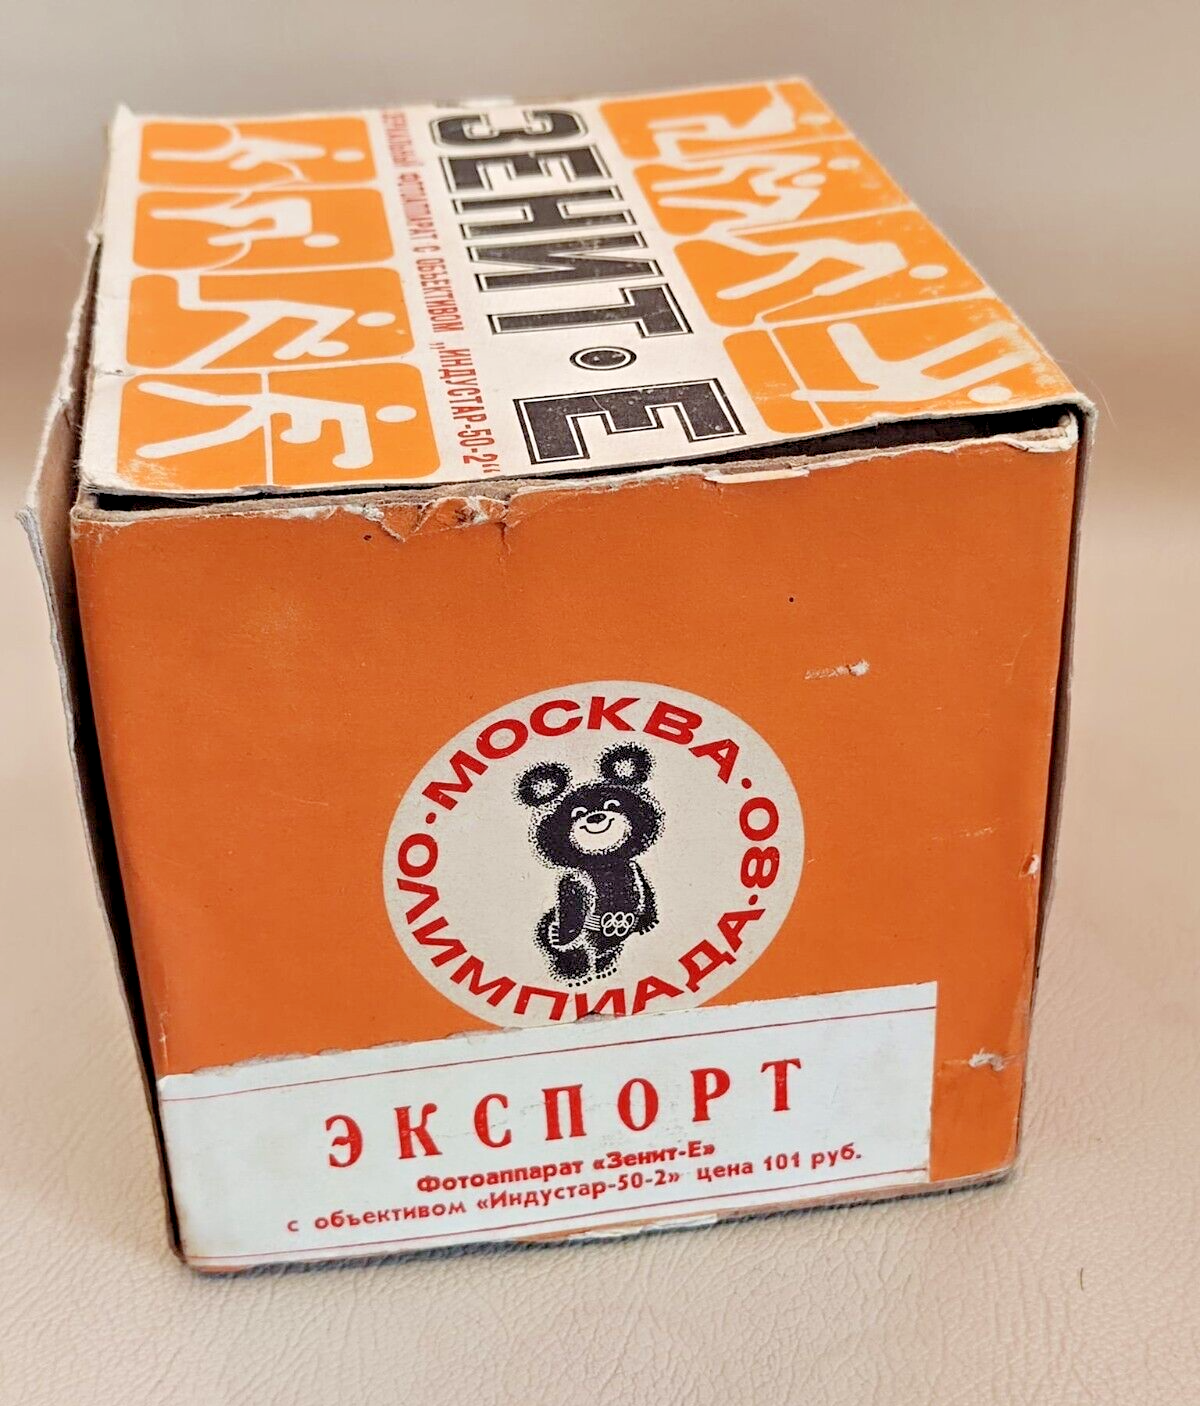 ЗЕНИТ·Е
ЗЕРКАЛЬНЫЙ ФОТОАППАРАТ С ОБЪЕКТИВОМ „ИНДУСТАР-50-2“
·МОСКВА·
ОЛИМПИАДА·80
ЭКСПОРТ
Фотоаппарат «Зенит-Е»
с объективом «Индустар-50-2» цена 101 руб.